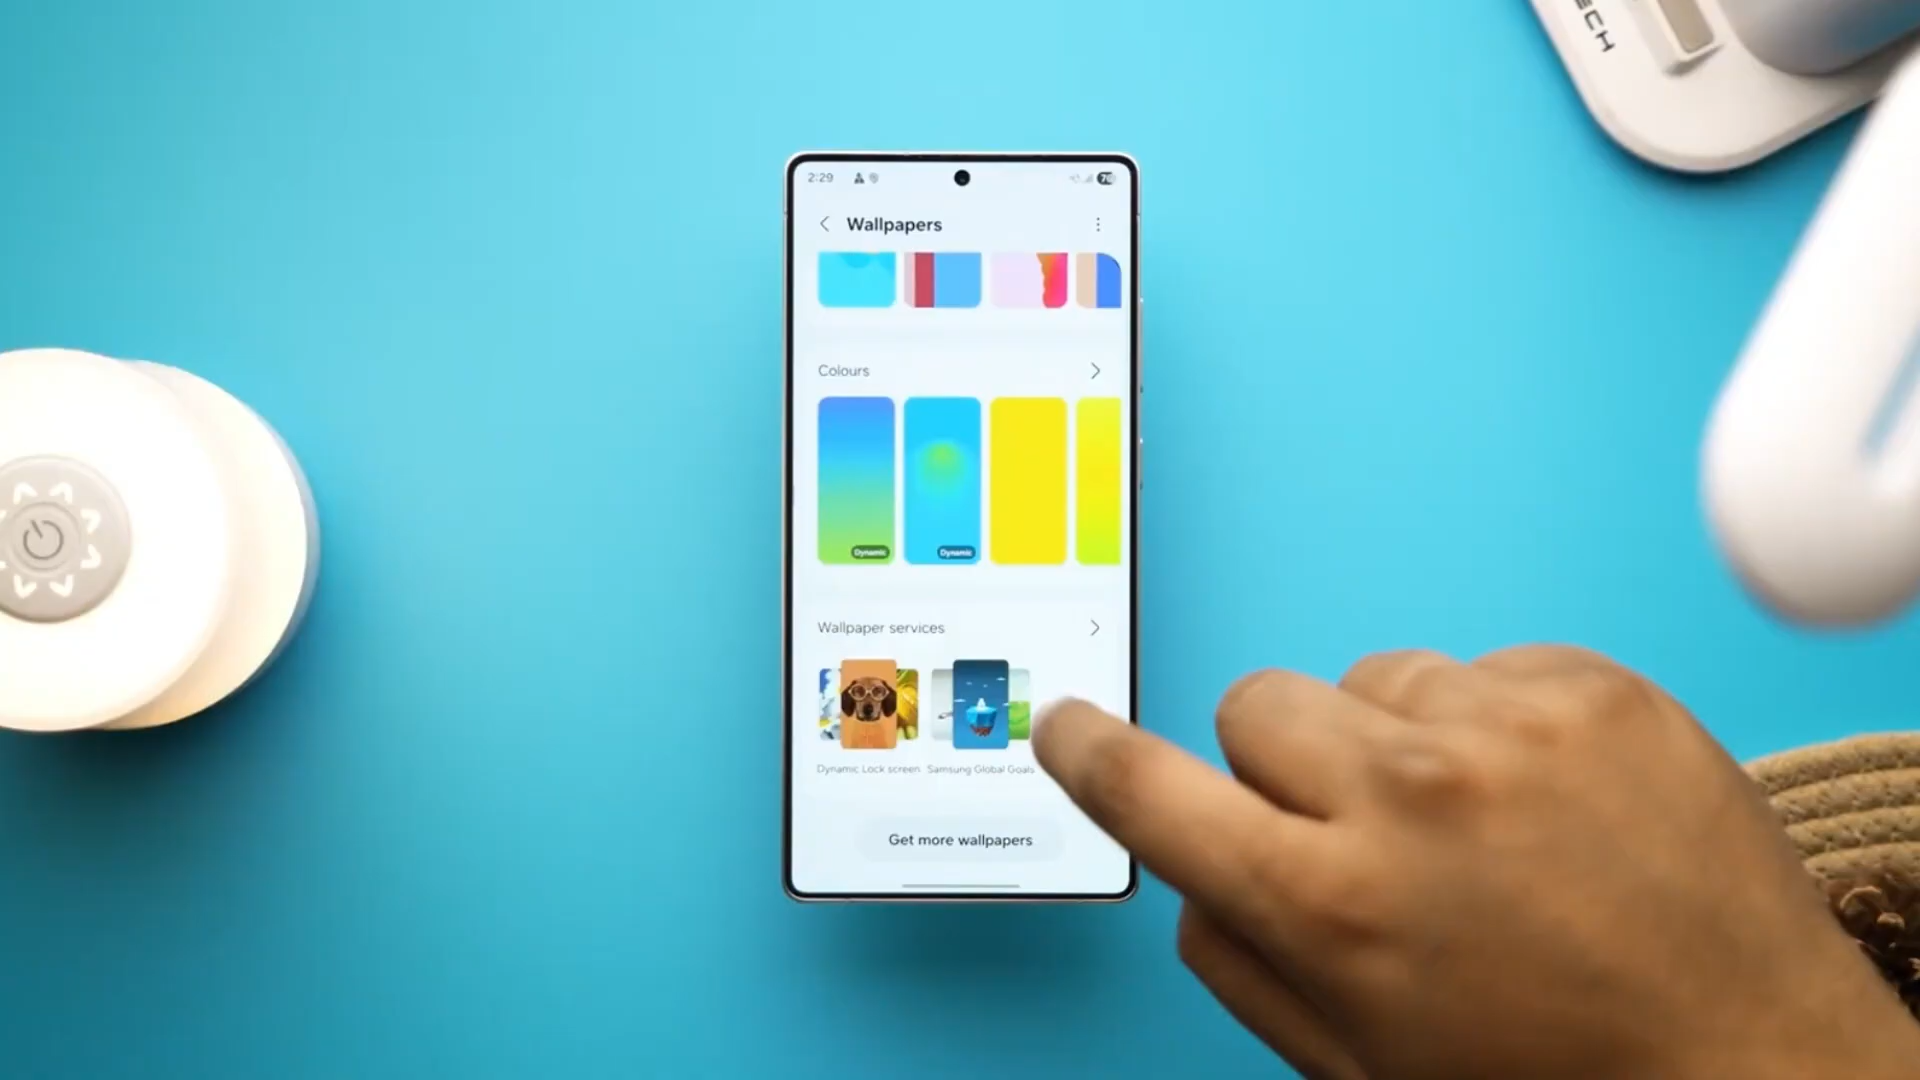 2:29
Wallpapers
Colours
Dynamic
Dynamic
Wallpaper services
Dynamic Lock screen
Samsung Global Goals
Get more wallpapers